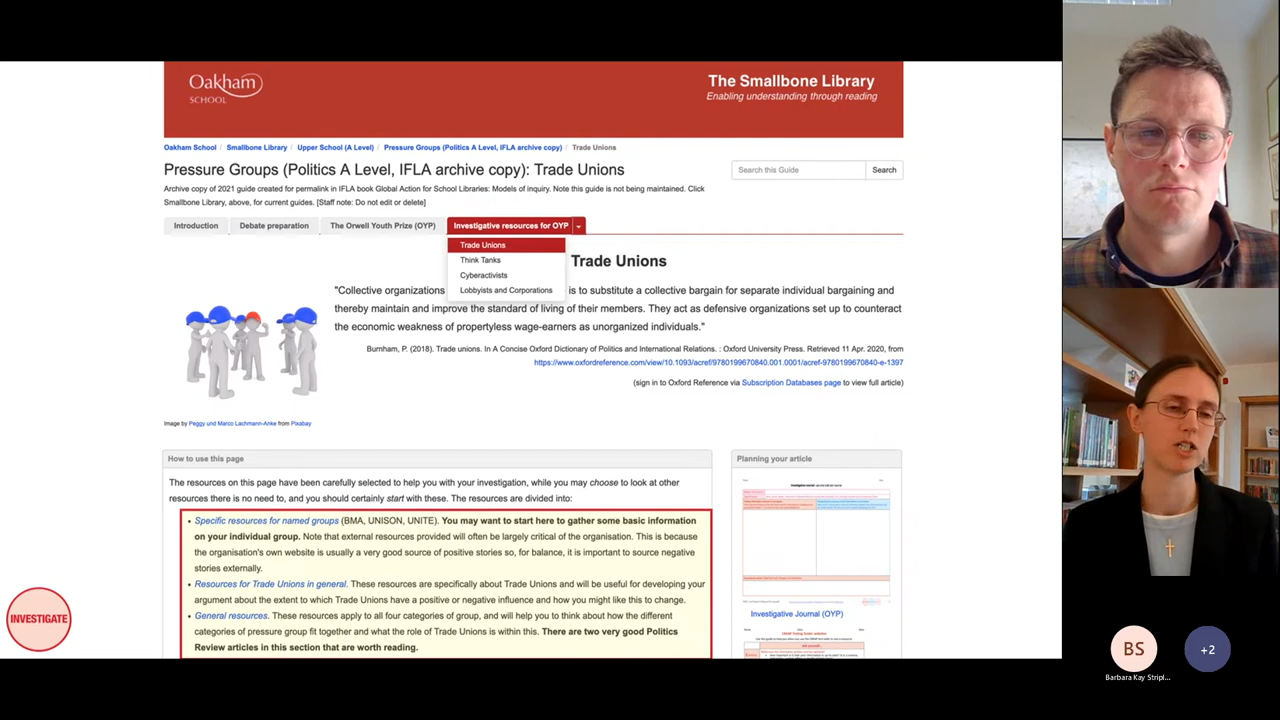 Oakham
SCHOOL
The Smallbone Library
Enabling understanding through reading
Oakham School / Smallbone Library / Upper School (A Level) / Pressure Groups (Politics A Level, IFLA archive copy) / Trade Unions
Pressure Groups (Politics A Level, IFLA archive copy): Trade Unions
Search this Guide Search
Archive copy of 2021 guide created for permalink in IFLA book Global Action for School Libraries: Models of inquiry. Note this guide is not being maintained. Click
Smallbone Library, above, for current guides. [Staff note: Do not edit or delete]
Introduction Debate preparation The Orwell Youth Prize (OYP) Investigative resources for OYP
Trade Unions
Think Tanks
Cyberactivists
Lobbyists and Corporations
Trade Unions
"Collective organizations is to substitute a collective bargain for separate individual bargaining and
thereby maintain and improve the standard of living of their members. They act as defensive organizations set up to counteract
the economic weakness of propertyless wage-earners as unorganized individuals."
Burnham, P. (2018). Trade unions. In A Concise Oxford Dictionary of Politics and International Relations. : Oxford University Press. Retrieved 11 Apr. 2020, from
https://www.oxfordreference.com/view/10.1093/acref/9780199670840.001.0001/acref-9780199670840-e-1397
(sign in to Oxford Reference via Subscription Databases page to view full article)
Image by Peggy und Marco Lachmann-Anke from Pixabay
How to use this page
The resources on this page have been carefully selected to help you with your investigation, while you may choose to look at other
resources there is no need to, and you should certainly start with these. The resources are divided into:
• Specific resources for named groups (BMA, UNISON, UNITE). You may want to start here to gather some basic information
on your individual group. Note that external resources provided will often be largely critical of the organisation. This is because
the organisation's own website is usually a very good source of positive stories so, for balance, it is important to source negative
stories externally.
• Resources for Trade Unions in general. These resources are specifically about Trade Unions and will be useful for developing your
argument about the extent to which Trade Unions have a positive or negative influence and how you might like this to change.
• General resources. These resources apply to all four categories of group, and will help you to think about how the different
categories of pressure group fit together and what the role of Trade Unions is within this. There are two very good Politics
Review articles in this section that are worth reading.
Planning your article
Investigative Journal (OYP)
INVESTIGATE
BS
+2
Barbara Kay Stripl...